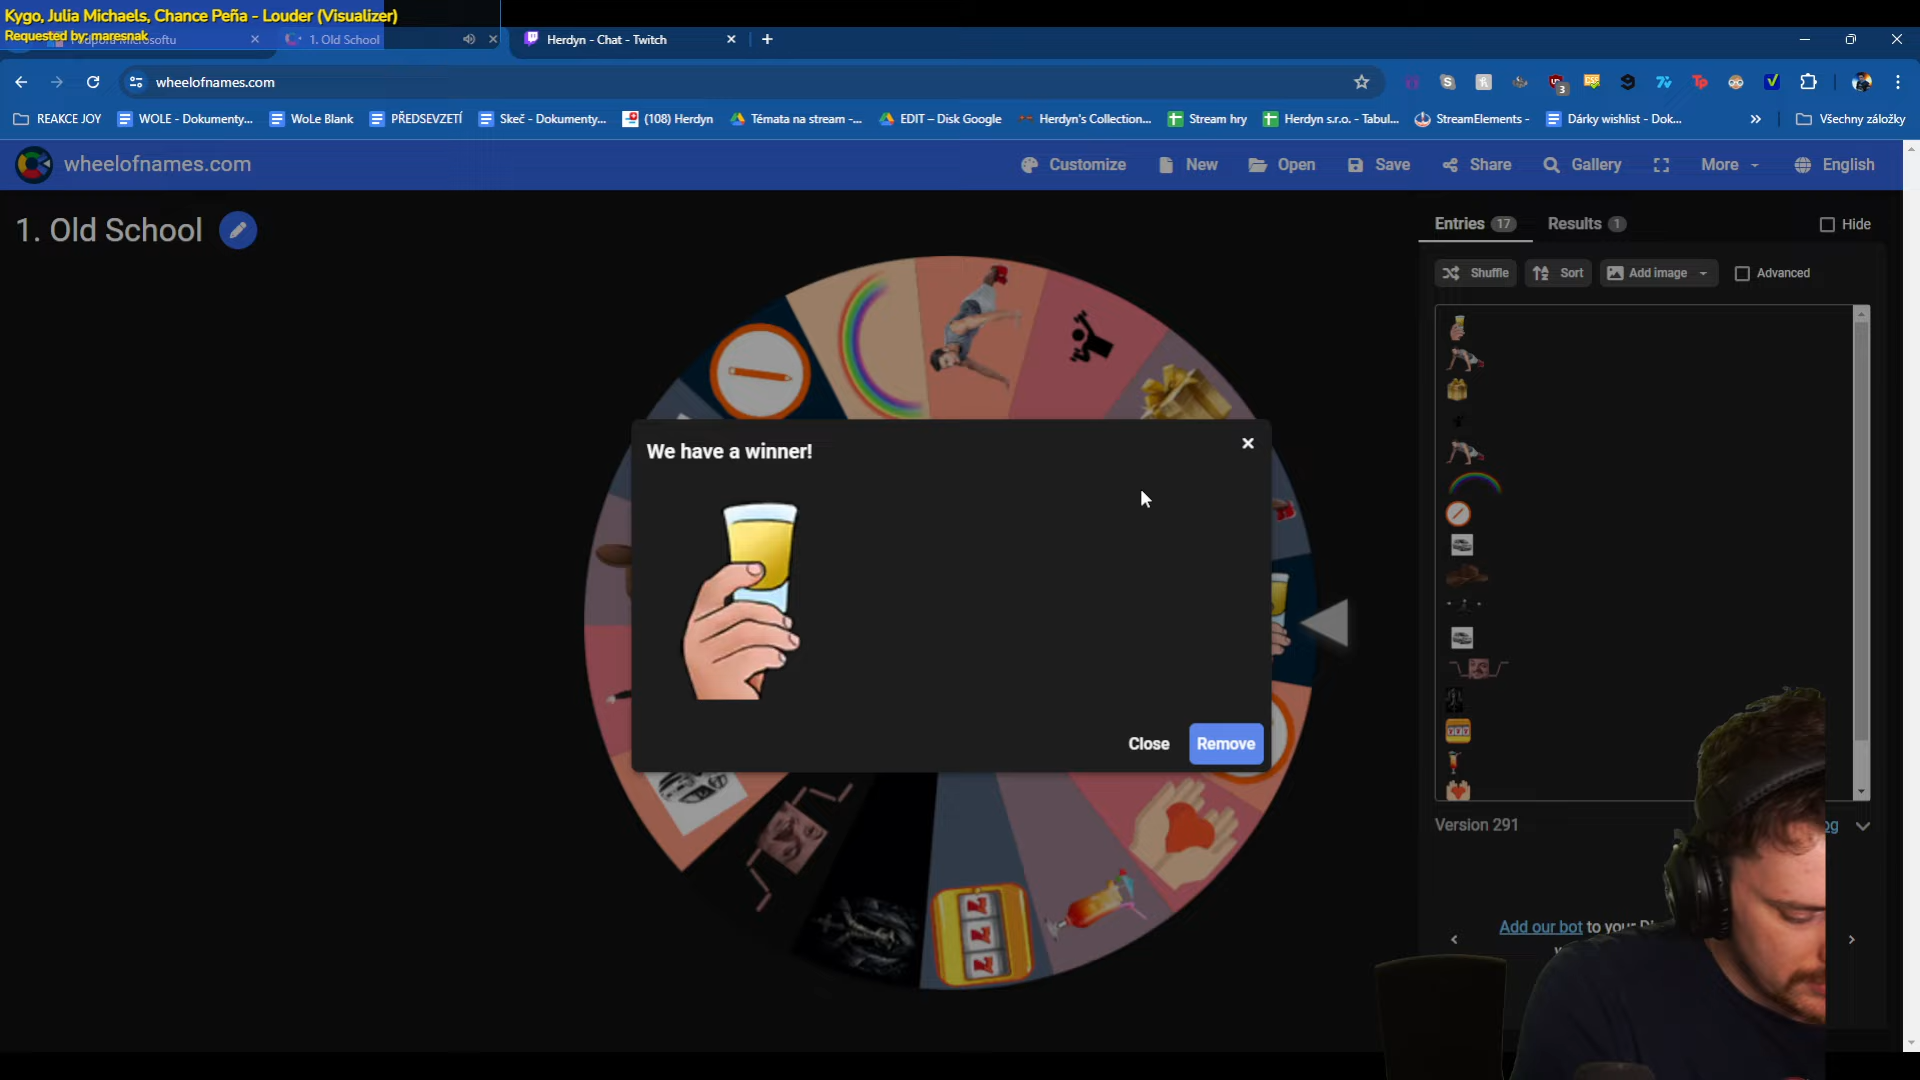 Kygo, Julia Michaels, Chance Peña - Louder (Visualizer)
Requested by: maresnak
1. Old School
Herdyn - Chat - Twitch
wheelofnames.com
REAKCE JOY
WOLE - Dokumenty...
WoLe Blank
PŘEDSEVZETÍ
Skeč - Dokumenty...
(108) Herdyn
Témata na stream -...
EDIT – Disk Google
Herdyn's Collection...
Stream hry
Herdyn s.r.o. - Tabul...
StreamElements -
Dárky wishlist - Dok...
Všechny záložky
wheelofnames.com
Customize
New
Open
Save
Share
Gallery
More
English
1. Old School
Entries 17
Results 1
Hide
Shuffle
Sort
Add image
Advanced
We have a winner!
Close
Remove
Version 291
Add our bot to your